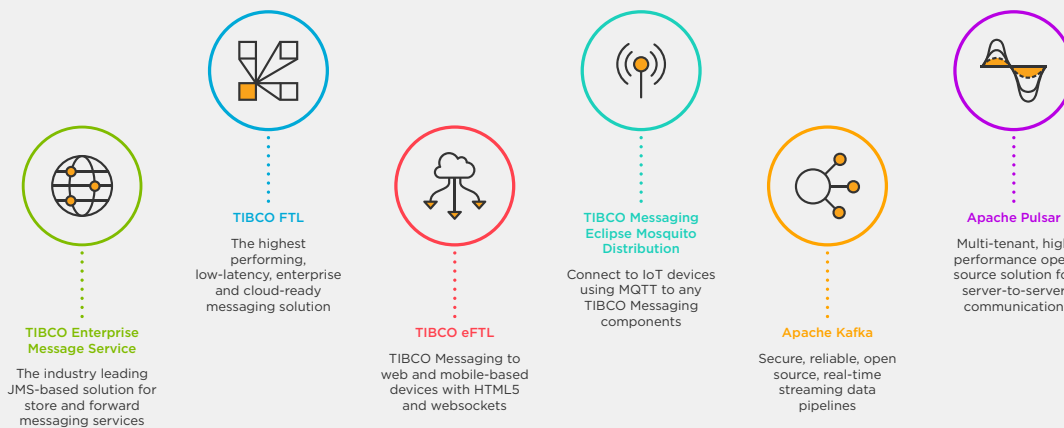 TIBCO Enterprise
Message Service
The industry leading
JMS-based solution for
store and forward
messaging services
TIBCO FTL
The highest
performing,
low-latency, enterprise
and cloud-ready
messaging solution
TIBCO eFTL
TIBCO Messaging to
web and mobile-based
devices with HTML5
and websockets
TIBCO Messaging
Eclipse Mosquito
Distribution
Connect to IoT devices
using MQTT to any
TIBCO Messaging
components
Apache Kafka
Secure, reliable, open
source, real-time
streaming data
pipelines
Apache Pulsar
Multi-tenant, high
performance ope
source solution fo
server-to-server
communication